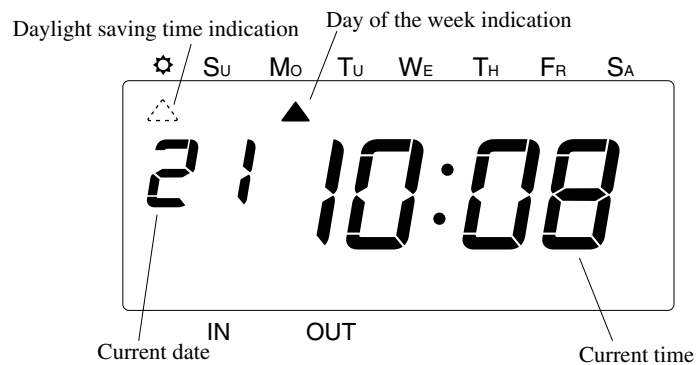 Daylight saving time indication
Day of the week indication
SU MO TU WE TH FR SA
21 10:08
IN OUT
Current date
Current time